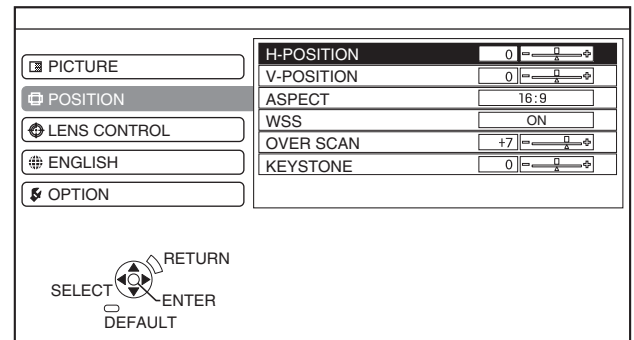 PICTURE
POSITION
LENS CONTROL
ENGLISH
OPTION
H-POSITION 0
V-POSITION 0
ASPECT 16:9
WSS ON
OVER SCAN +7
KEYSTONE 0
RETURN
SELECT
ENTER
DEFAULT